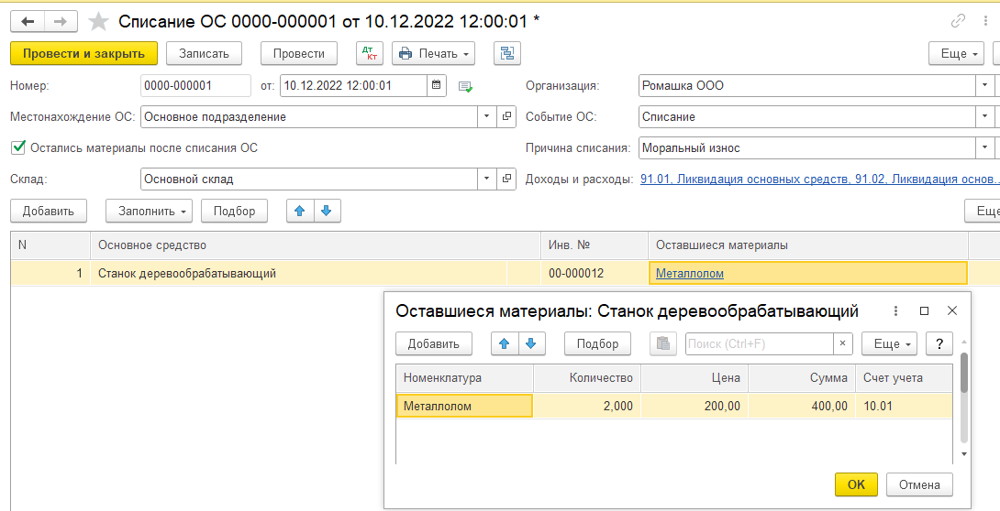 Списание ОС 0000-000001 от 10.12.2022 12:00:01 *
Провести и закрыть Записать Провести Дт Кт Печать Еще
Номер: 0000-000001 от: 10.12.2022 12:00:01 Организация: Ромашка ООО
Местонахождение ОС: Основное подразделение Событие ОС: Списание
Остались материалы после списания ОС Причина списания: Моральный износ
Склад: Основной склад Доходы и расходы: 91.01, Ликвидация основных средств, 91.02, Ликвидация основ...
Добавить Заполнить Подбор Еще
N Основное средство Инв. № Оставшиеся материалы
1 Станок деревообрабатывающий 00-000012 Металлолом
Оставшиеся материалы: Станок деревообрабатывающий
Добавить Подбор Поиск (Ctrl+F) × Еще ?
Номенклатура Количество Цена Сумма Счет учета
Металлолом 2,000 200,00 400,00 10.01
ОК Отмена